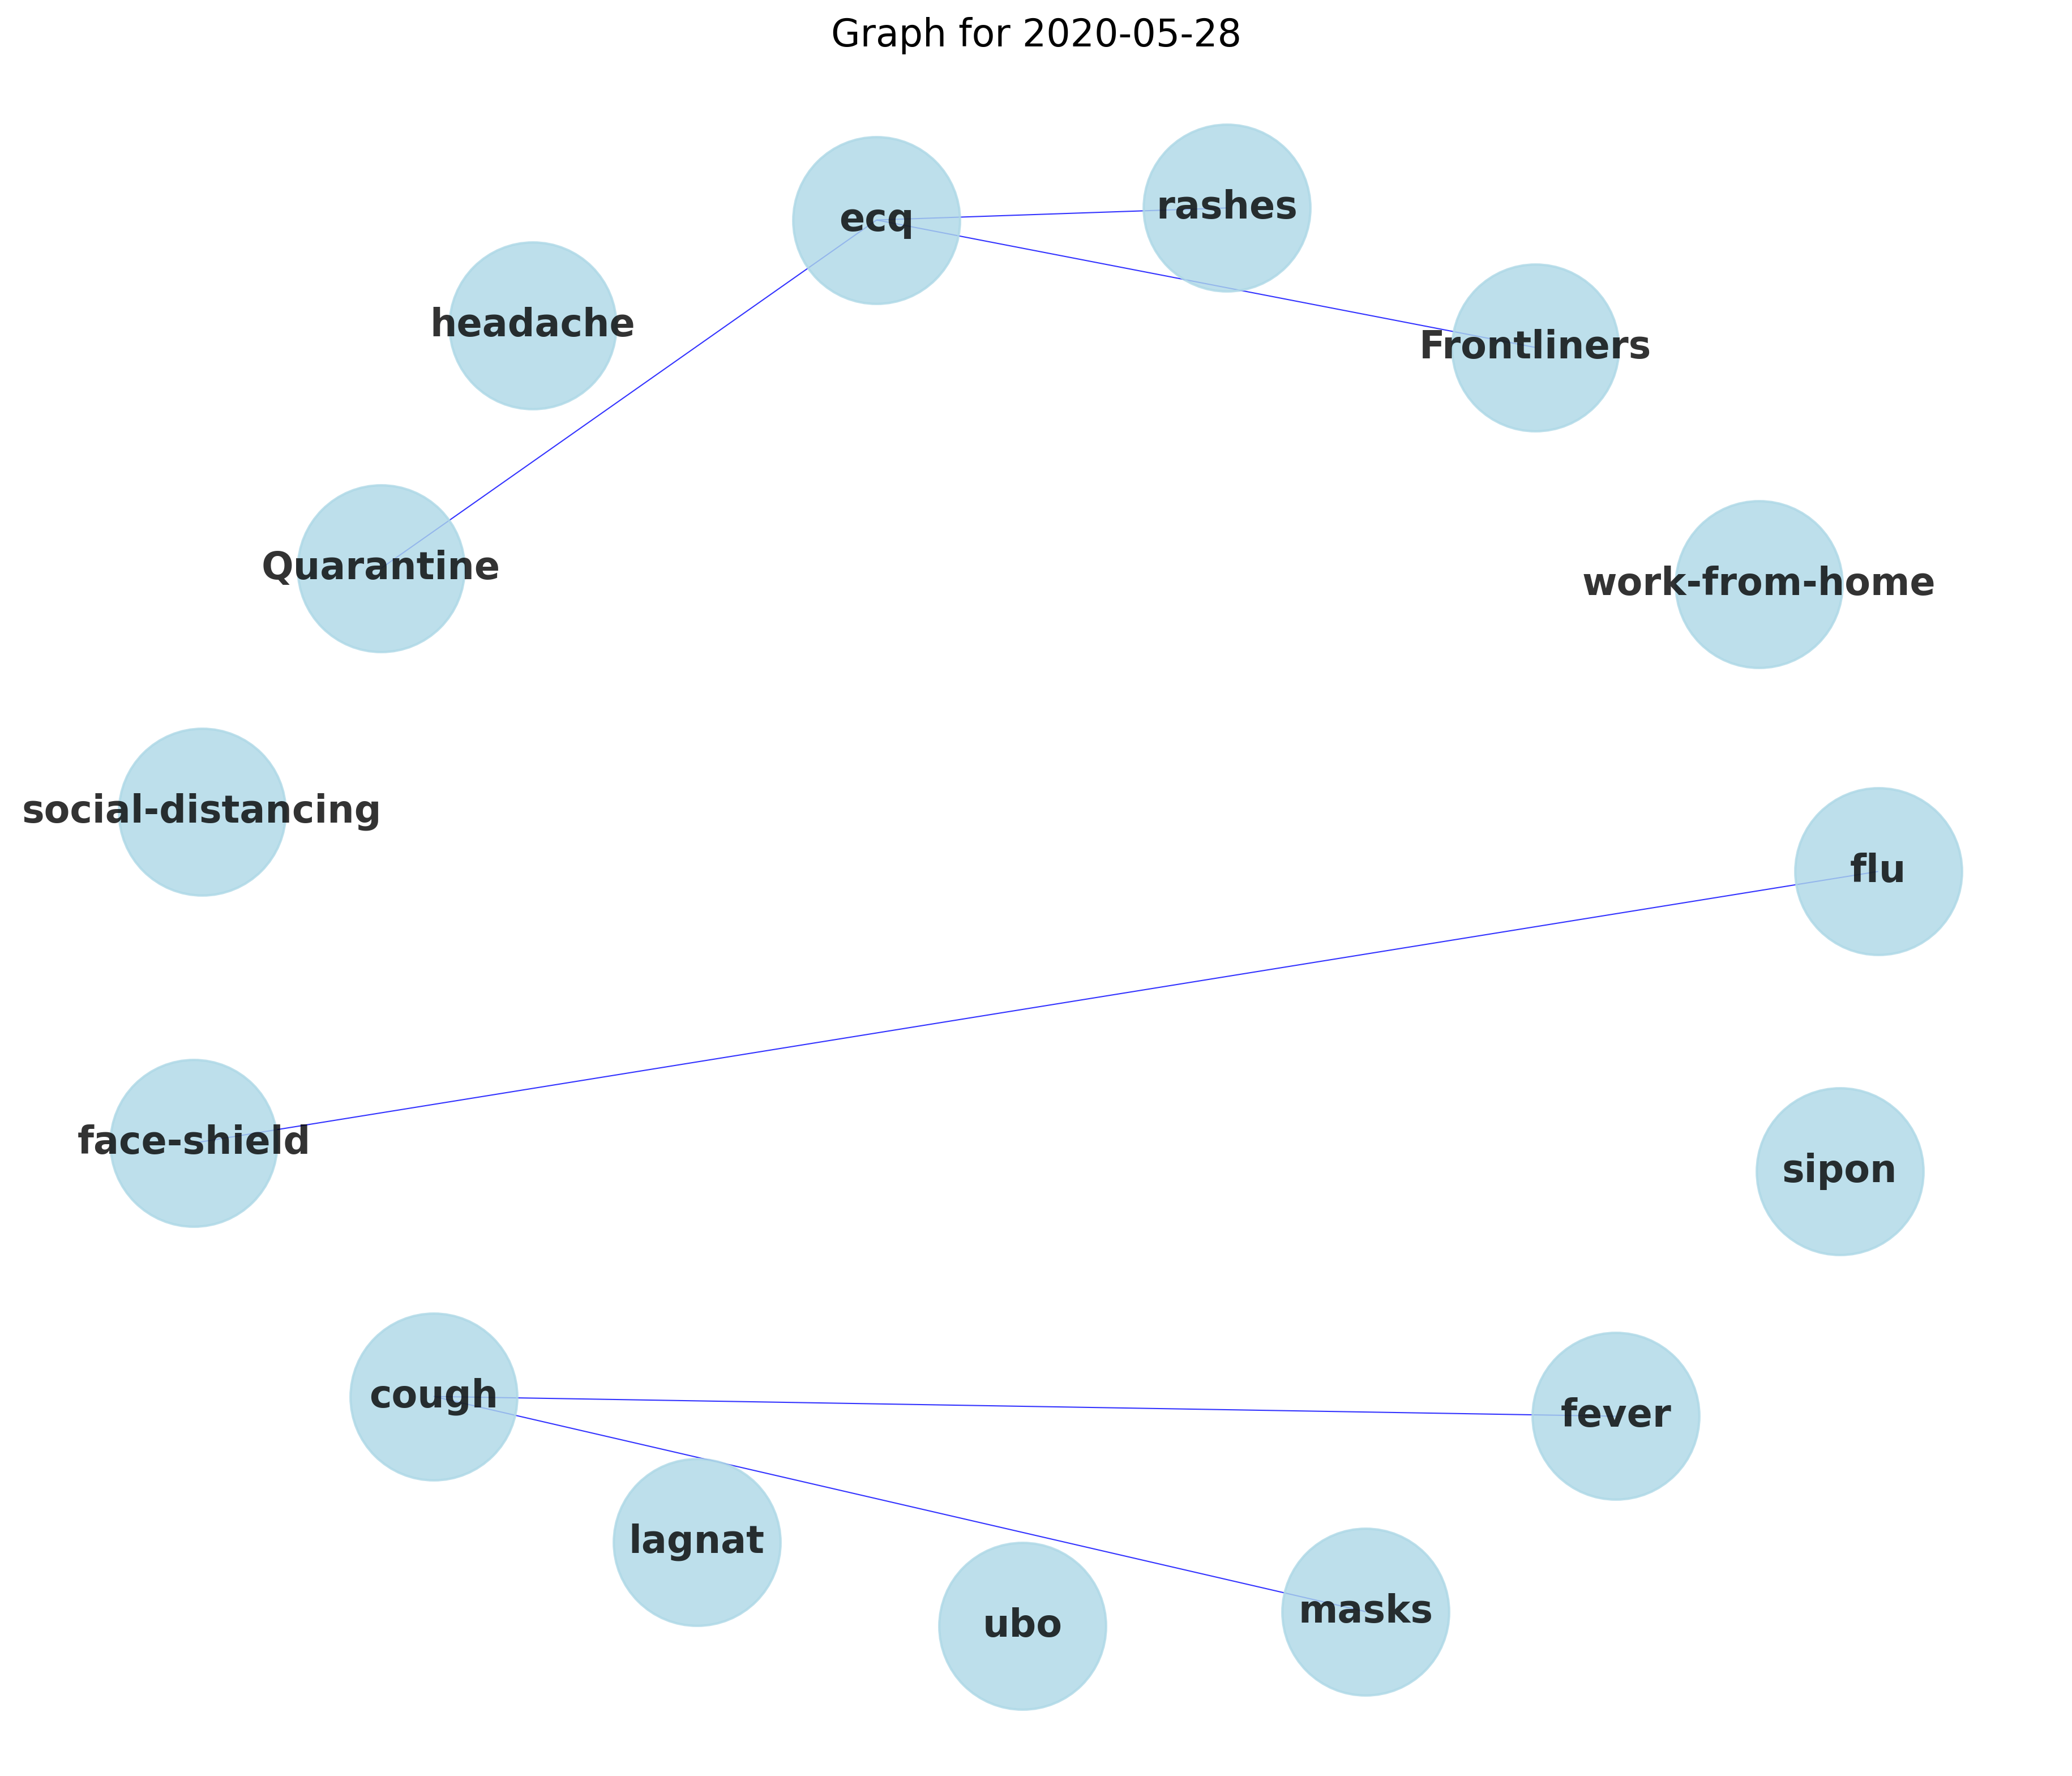 Graph for 2020-05-28
ecq
rashes
headache
Frontliners
Quarantine
work-from-home
social-distancing
flu
face-shield
sipon
cough
fever
lagnat
masks
ubo